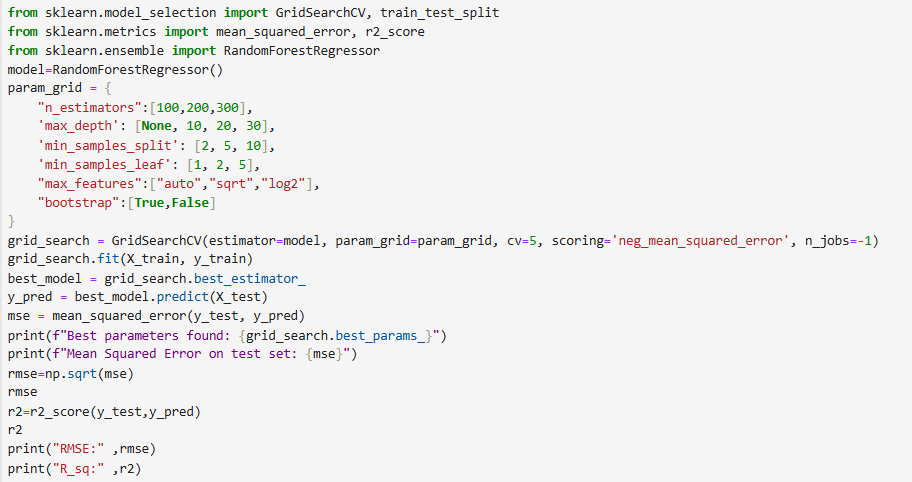 from sklearn.model_selection import GridSearchCV, train_test_split
from sklearn.metrics import mean_squared_error, r2_score
from sklearn.ensemble import RandomForestRegressor
model=RandomForestRegressor()
param_grid = {
    "n_estimators":[100,200,300],
    'max_depth': [None, 10, 20, 30],
    'min_samples_split': [2, 5, 10],
    'min_samples_leaf': [1, 2, 5],
    "max_features":["auto","sqrt","log2"],
    "bootstrap":[True,False]
}
grid_search = GridSearchCV(estimator=model, param_grid=param_grid, cv=5, scoring='neg_mean_squared_error', n_jobs=-1)
grid_search.fit(X_train, y_train)
best_model = grid_search.best_estimator_
y_pred = best_model.predict(X_test)
mse = mean_squared_error(y_test, y_pred)
print(f"Best parameters found: {grid_search.best_params_}")
print(f"Mean Squared Error on test set: {mse}")
rmse=np.sqrt(mse)
rmse
r2=r2_score(y_test,y_pred)
r2
print("RMSE:" ,rmse)
print("R_sq:" ,r2)